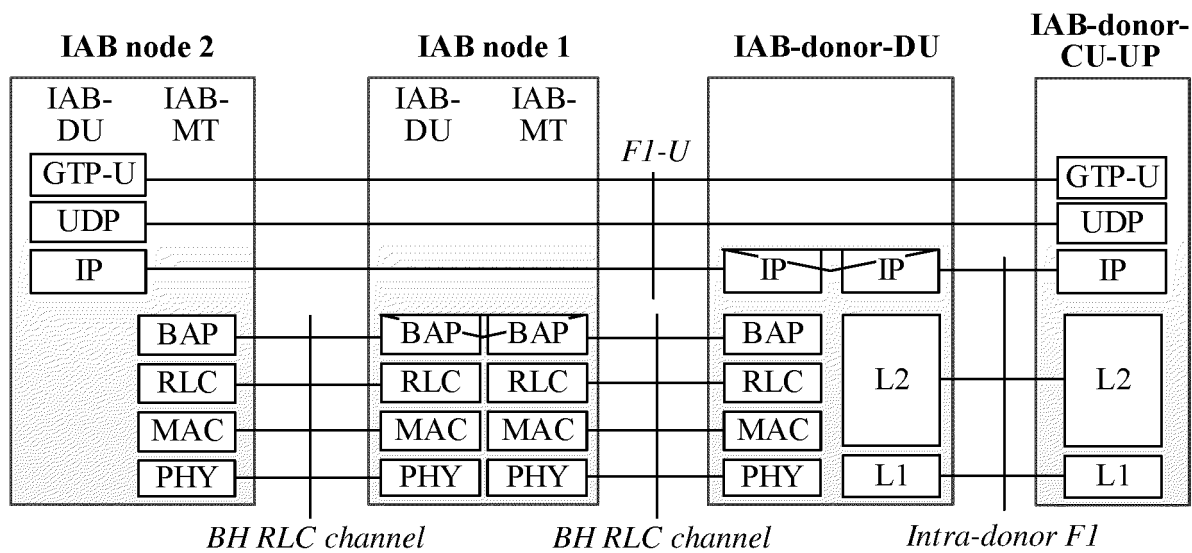 IAB node 2
IAB node 1
IAB-donor-DU
IAB-donor-
CU-UP
IAB-
DU
IAB-
MT
IAB-
DU
IAB-
MT
F1-U
GTP-U
GTP-U
UDP
UDP
IP
IP
IP
IP
BAP
BAP
BAP
BAP
RLC
RLC
RLC
RLC
L2
L2
MAC
MAC
MAC
MAC
PHY
PHY
PHY
PHY
L1
L1
BH RLC channel
BH RLC channel
Intra-donor F1